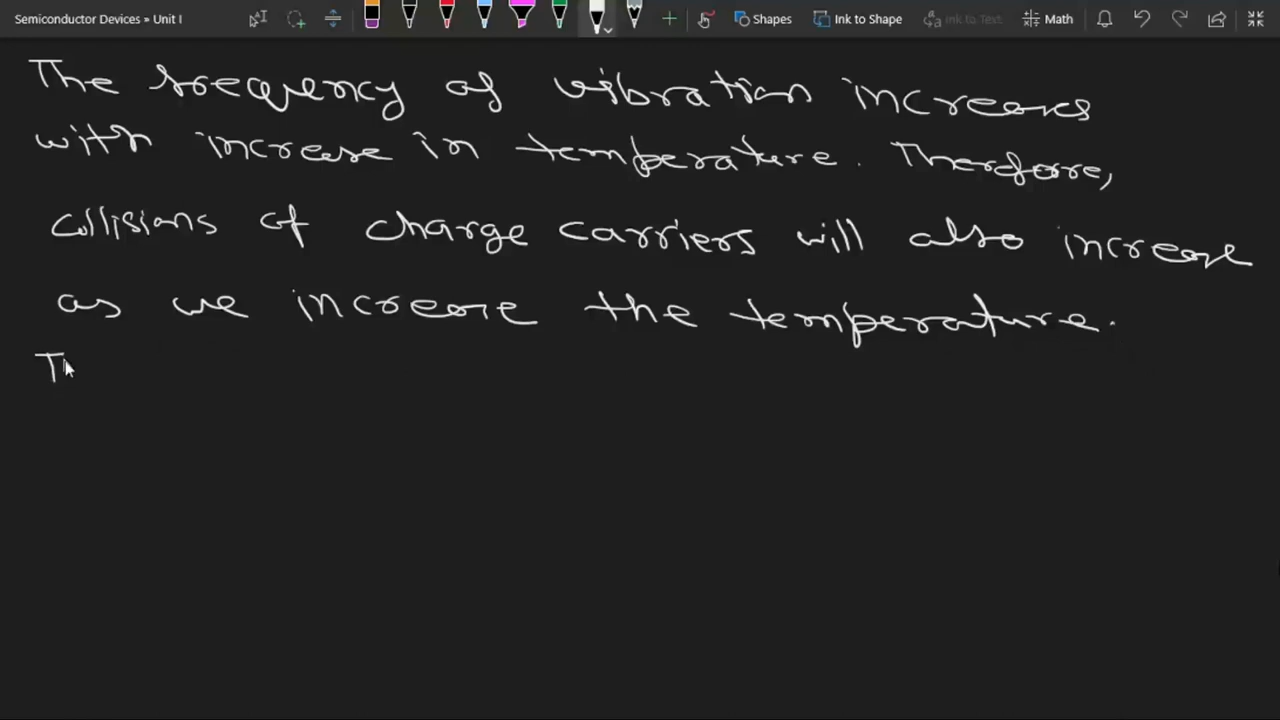 Semiconductor Devices » Unit I
Shapes
Ink to Shape
Ink to Text
Math
The frequency of vibration increases
with increase in temperature. Therefore,
collisions of charge carriers will also increase
as we increase the temperature.
T